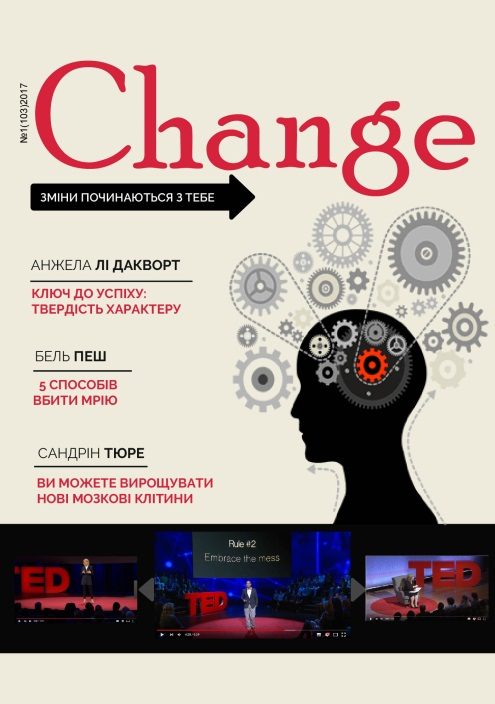 №1(103)2017
Change
ЗМІНИ ПОЧИНАЮТЬСЯ З ТЕБЕ
АНЖЕЛА ЛІ ДАКВОРТ
КЛЮЧ ДО УСПІХУ:
ТВЕРДІСТЬ ХАРАКТЕРУ
БЕЛЬ ПЕШ
5 СПОСОБІВ
ВБИТИ МРІЮ
САНДРІН ТЮРЕ
ВИ МОЖЕТЕ ВИРОЩУВАТИ
НОВІ МОЗКОВІ КЛІТИНИ
Rule #2
Embrace the mess
TED
TED
TED